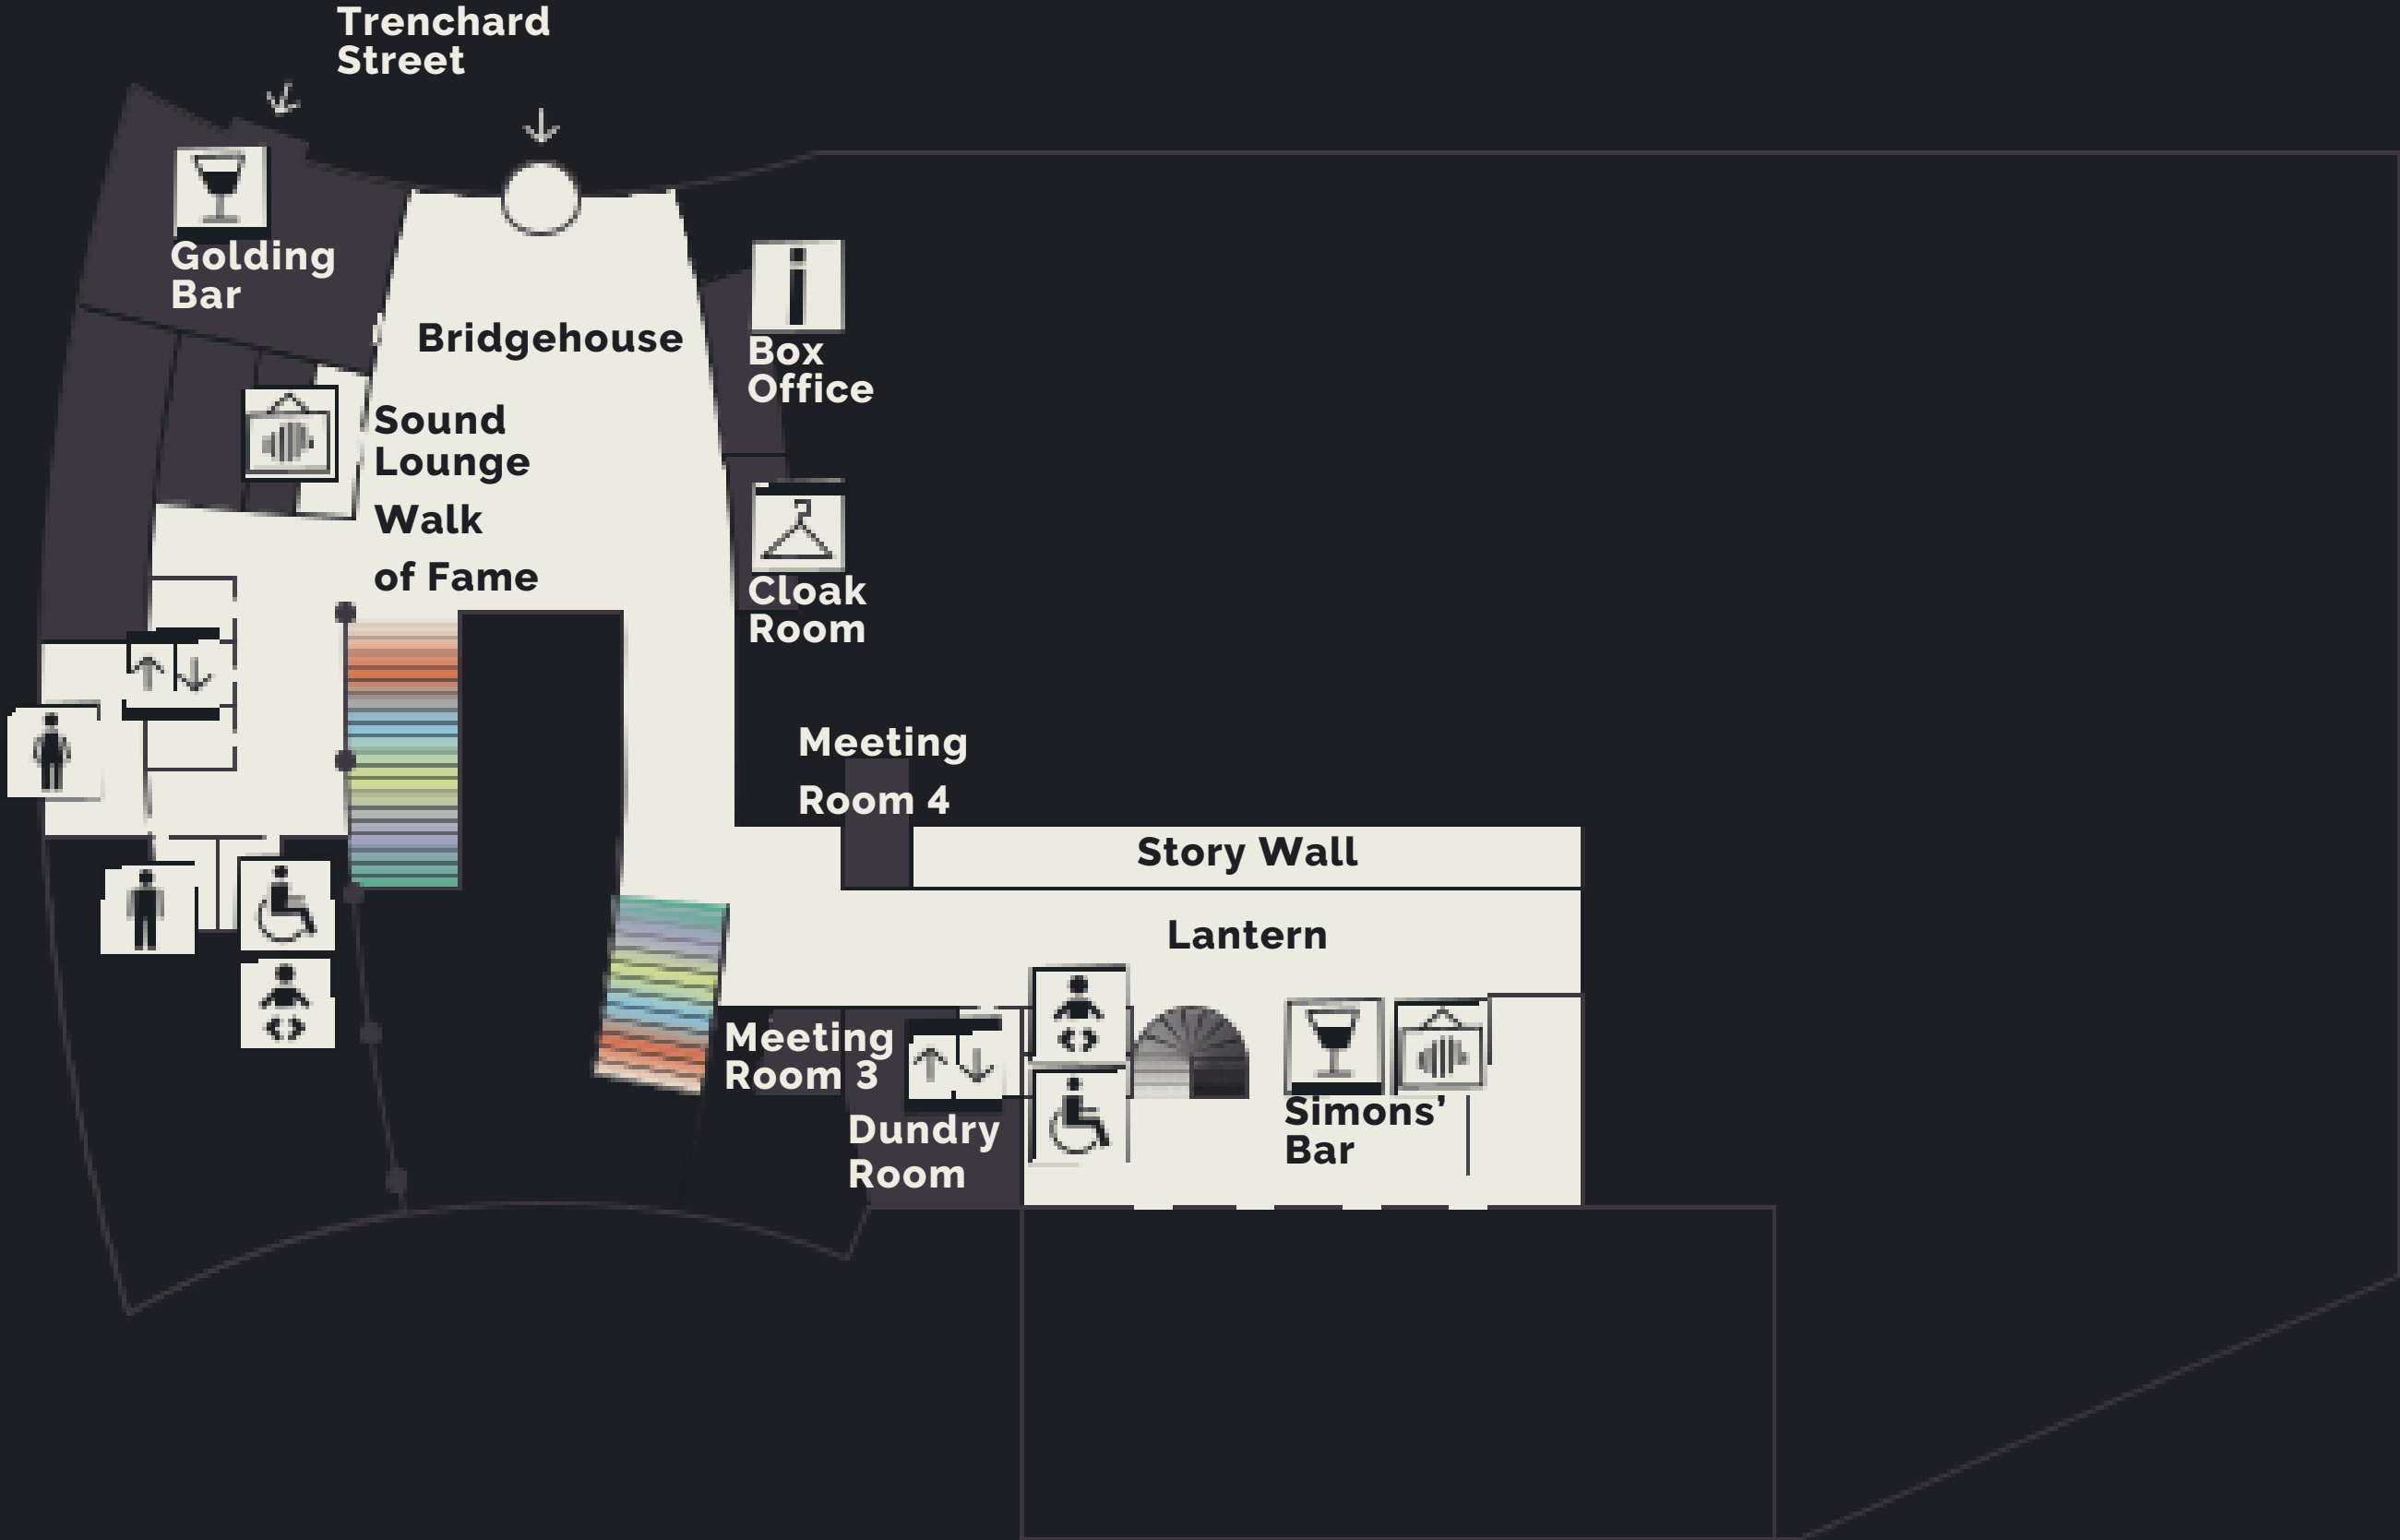 Trenchard
Street
Golding
Bar
Bridgehouse
Box
Office
Sound
Lounge
Walk
of Fame
Cloak
Room
Meeting
Room 4
Story Wall
Lantern
Meeting
Room 3
Dundry
Room
Simons’
Bar